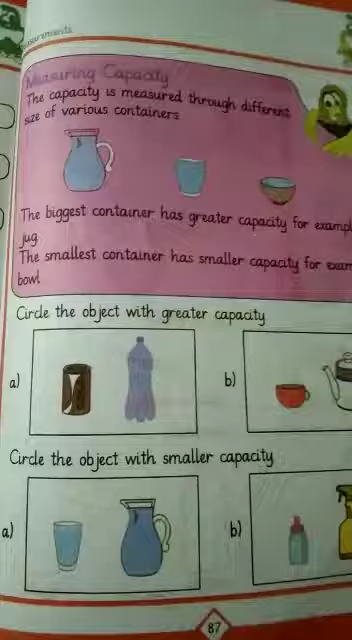 Measuring Capacity
The capacity is measured through different
size of various containers
The biggest container has greater capacity for
jug.
The smallest container has smaller capacity for
bowl.
Circle the object with greater capacity
a)
b)
Circle the object with smaller capacity
a)
b)
87